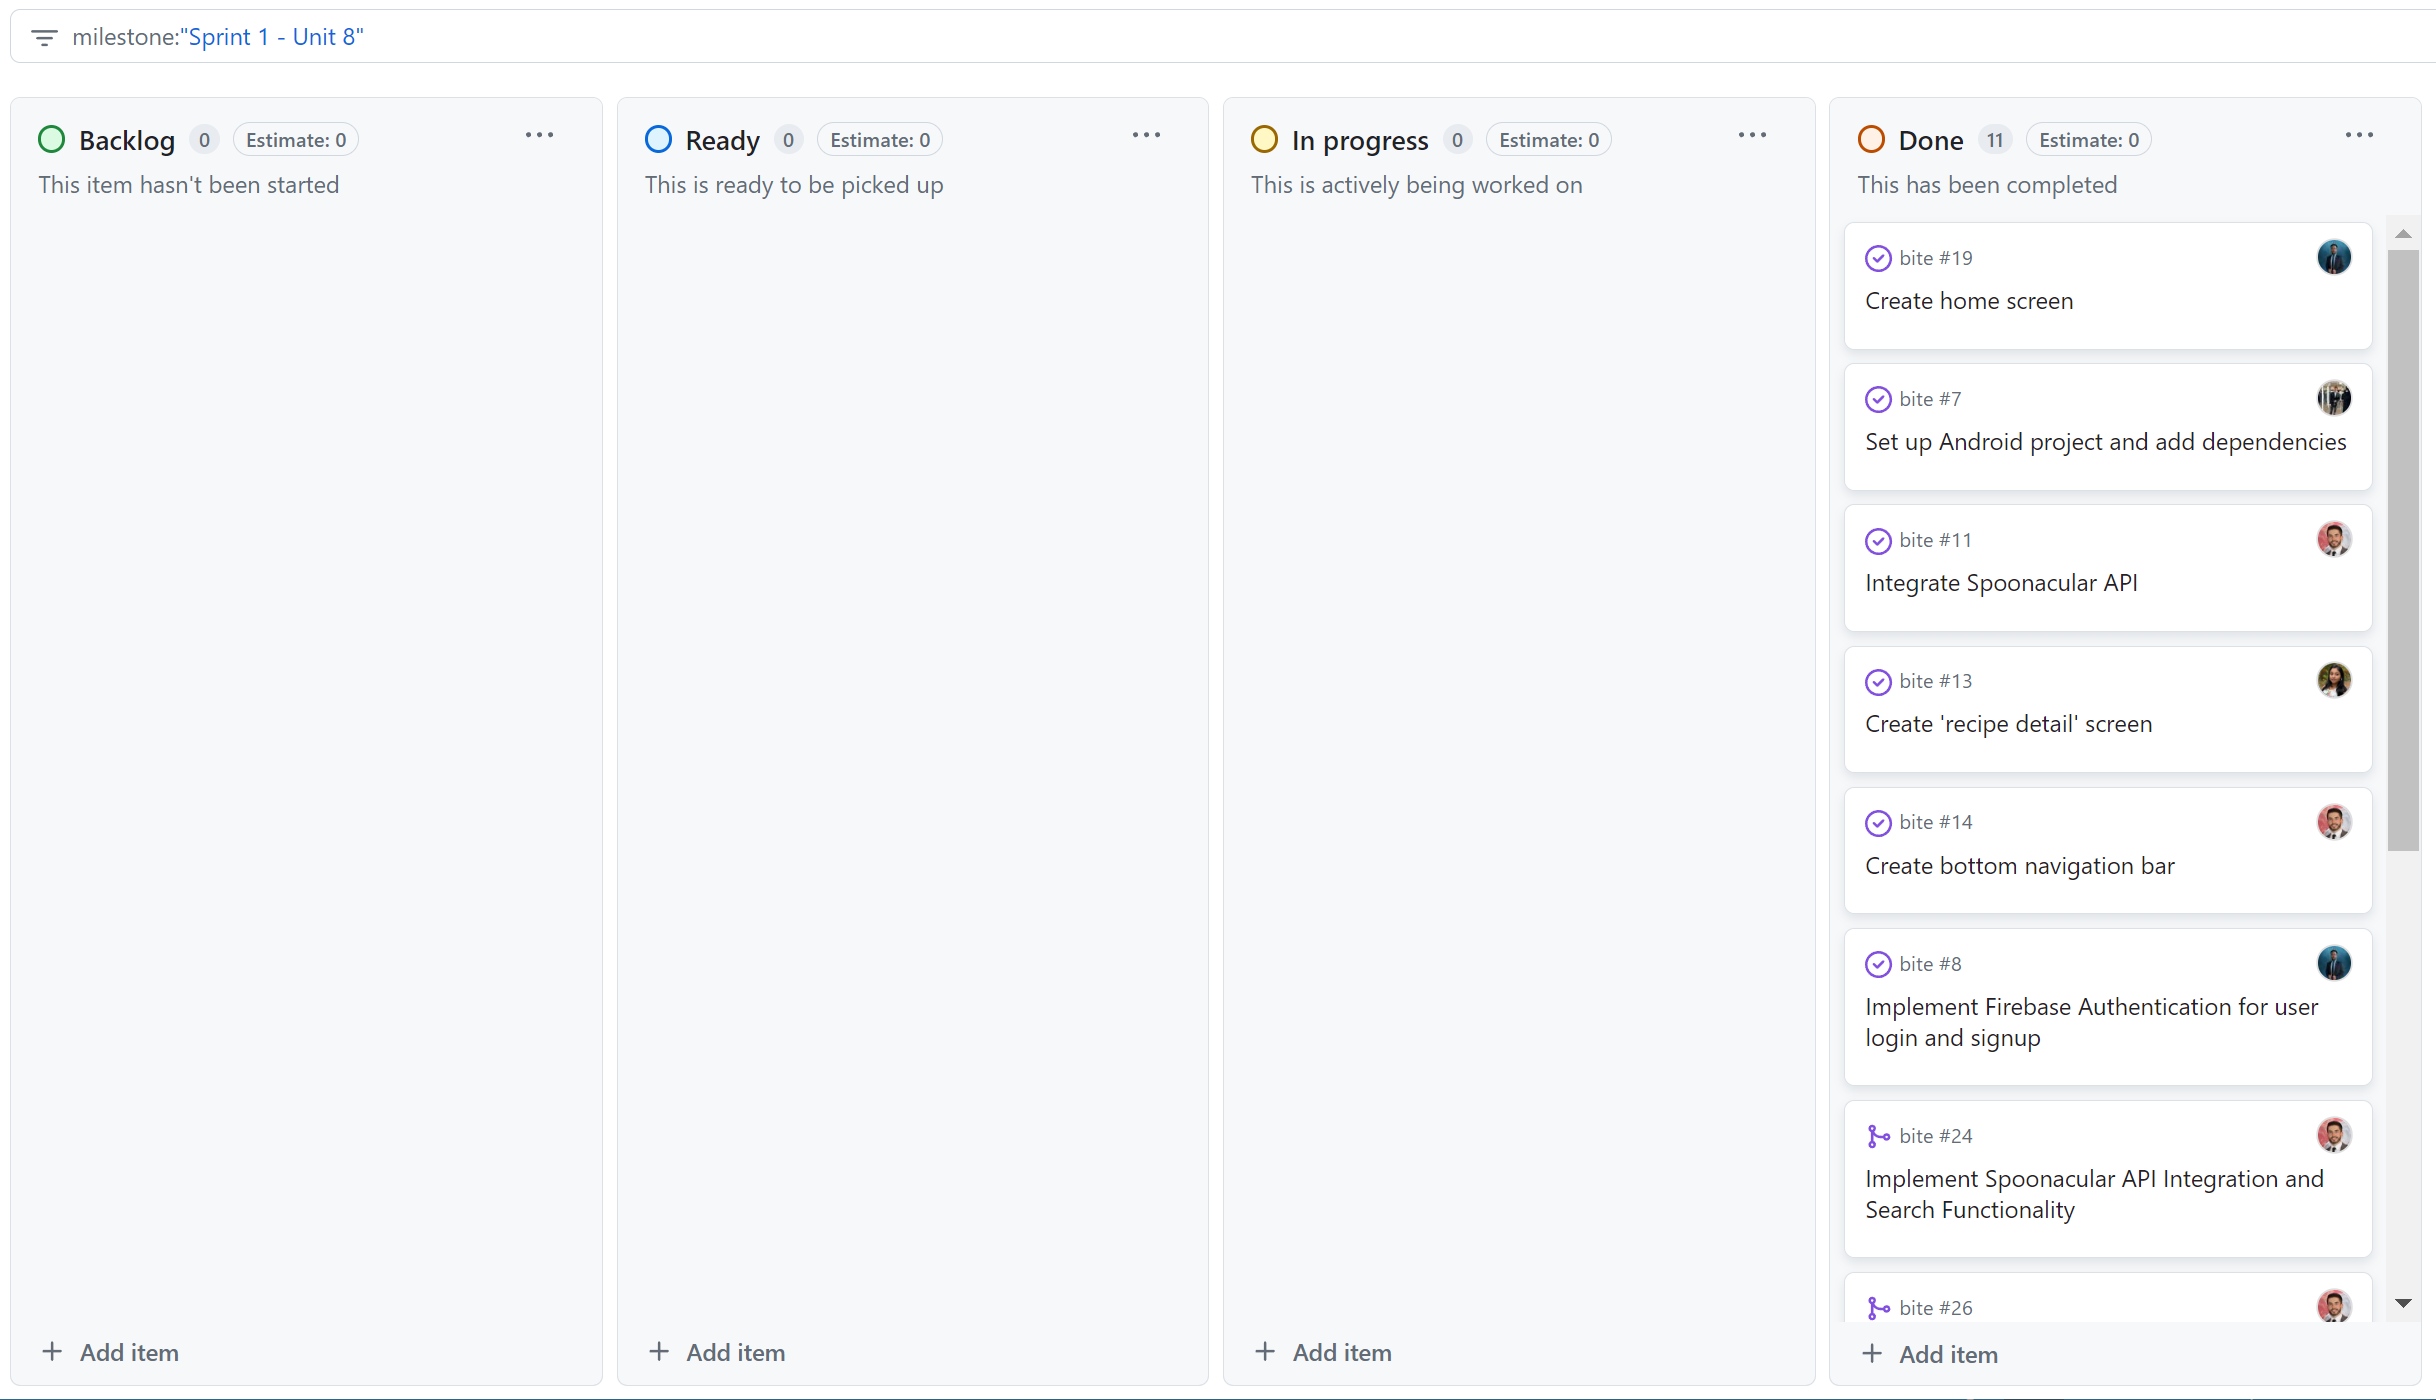 milestone:"Sprint 1 - Unit 8"
Backlog 0 Estimate: 0
This item hasn't been started
Add item
Ready 0 Estimate: 0
This is ready to be picked up
Add item
In progress 0 Estimate: 0
This is actively being worked on
Add item
Done 11 Estimate: 0
This has been completed
bite #19
Create home screen
bite #7
Set up Android project and add dependencies
bite #11
Integrate Spoonacular API
bite #13
Create 'recipe detail' screen
bite #14
Create bottom navigation bar
bite #8
Implement Firebase Authentication for user
login and signup
bite #24
Implement Spoonacular API Integration and
Search Functionality
bite #26
Add item